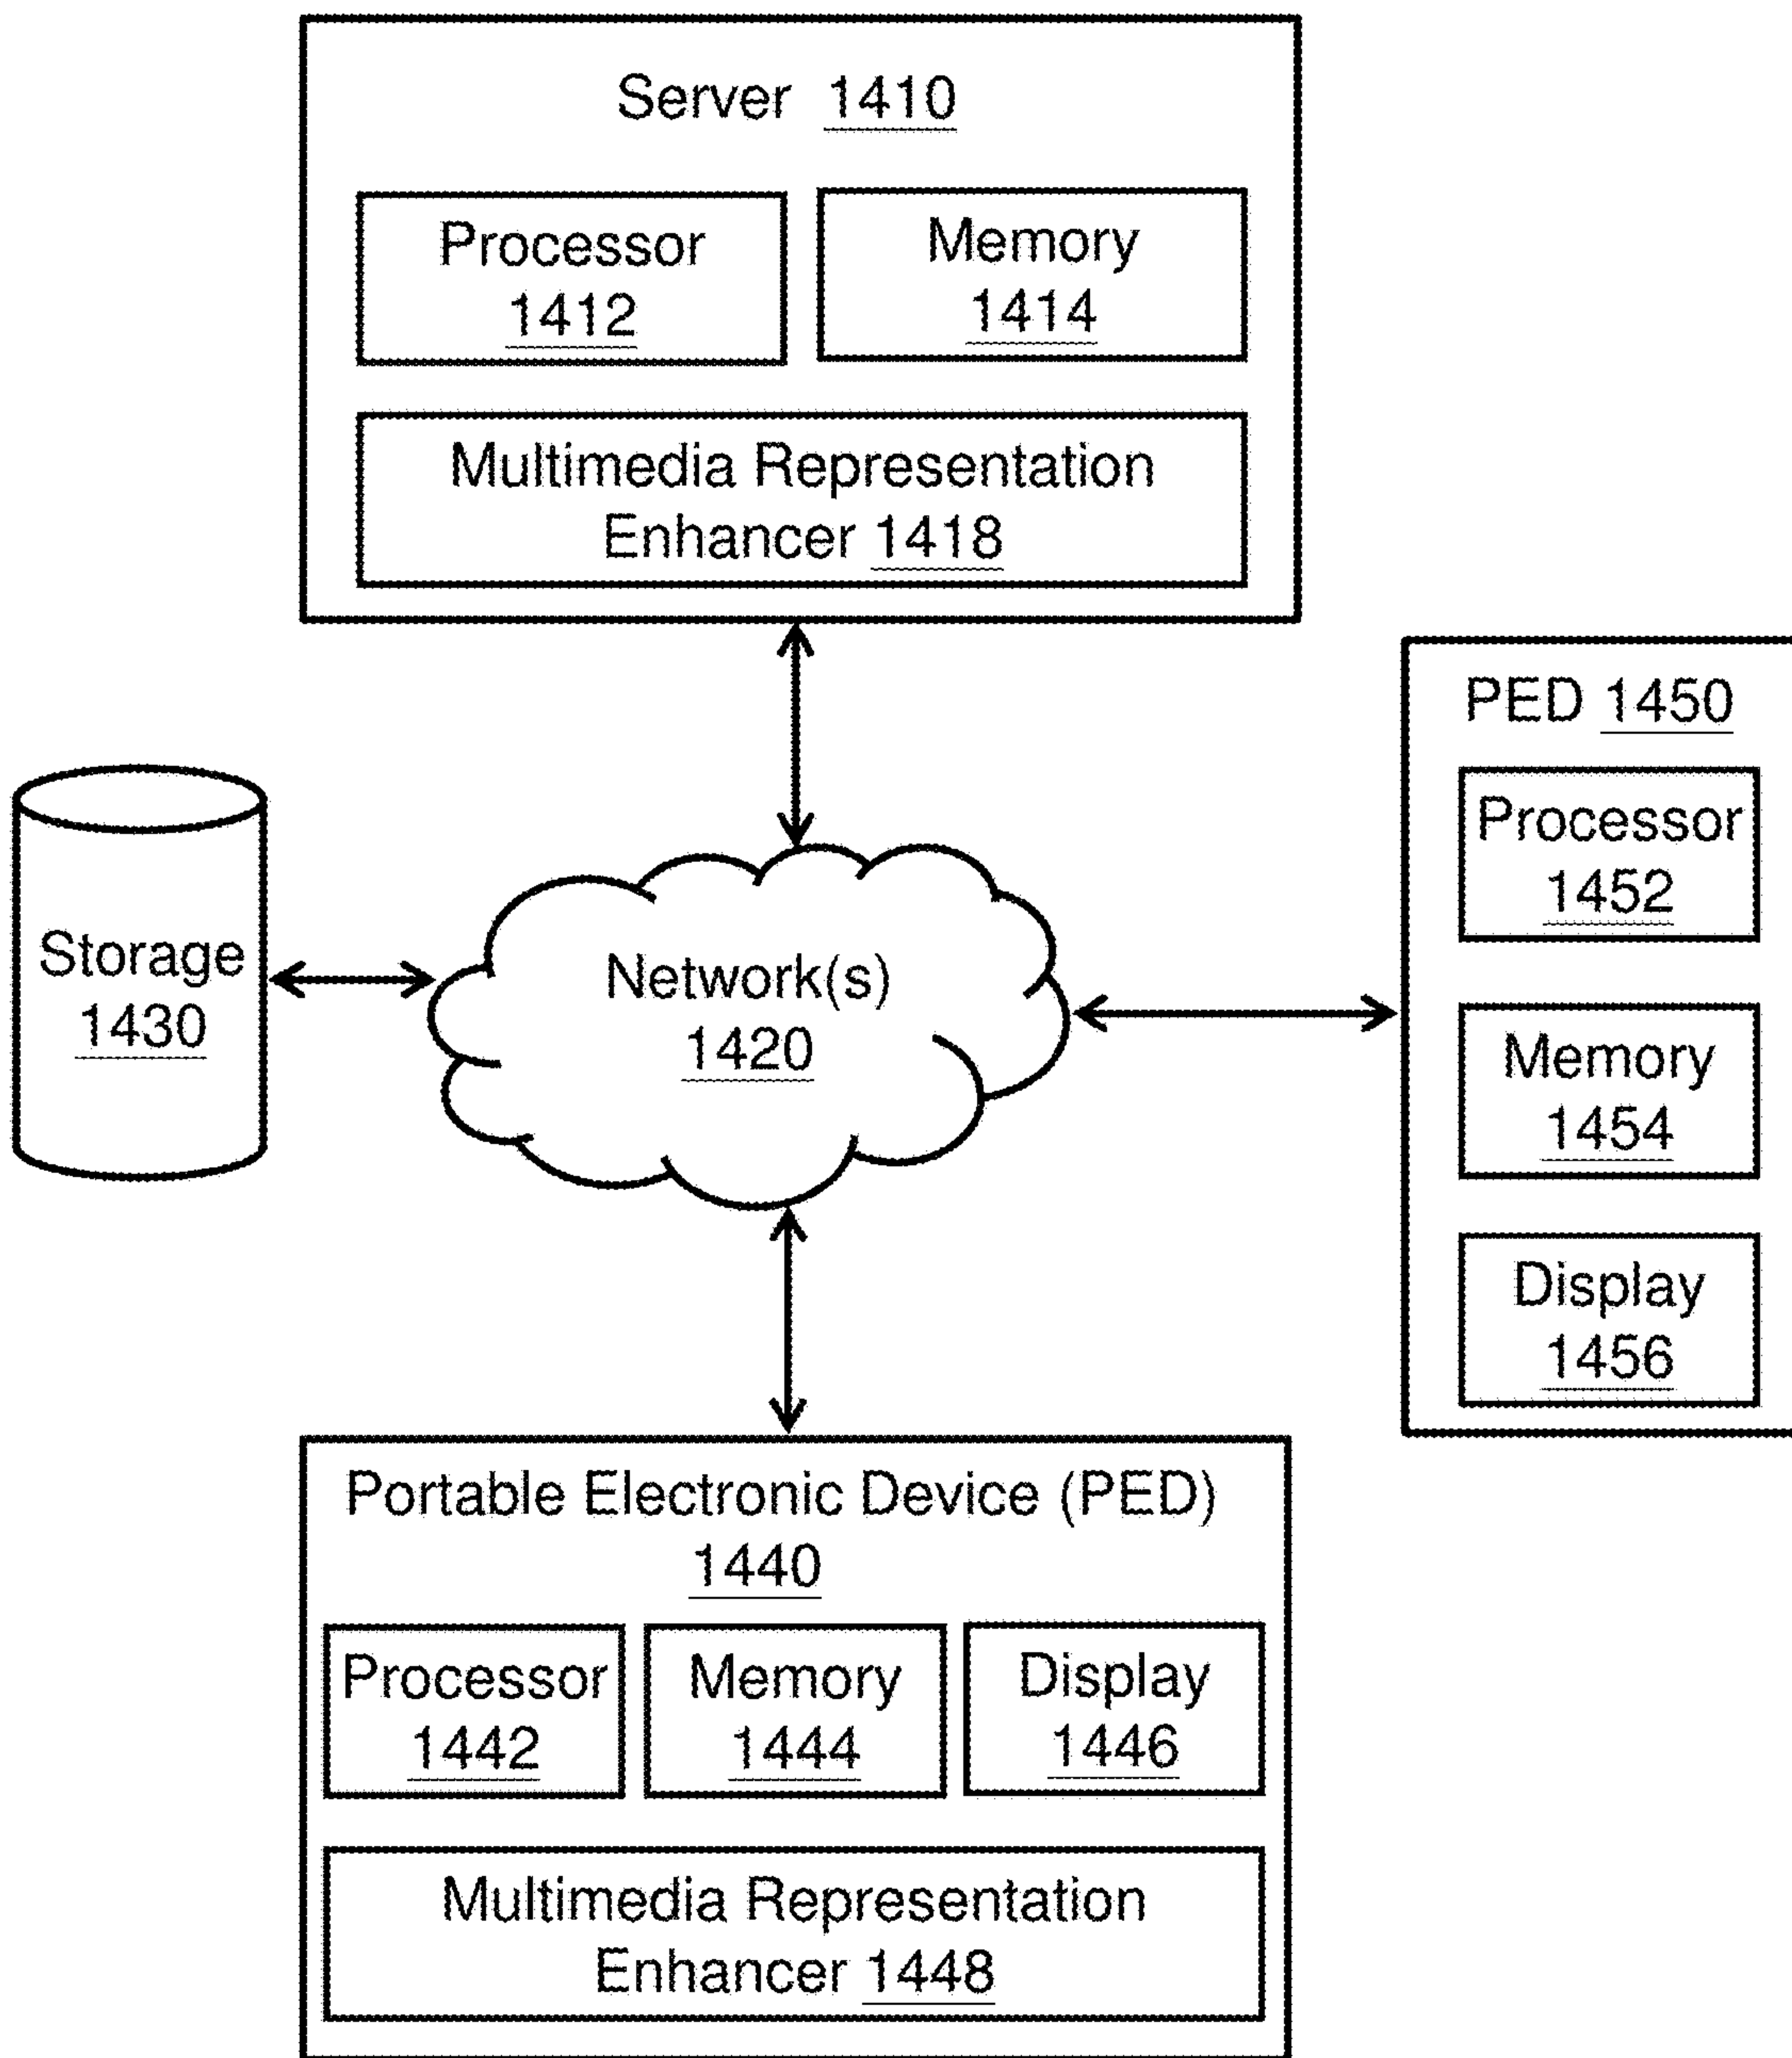 Server 1410
Processor
1412
Memory
1414
Multimedia Representation
Enhancer 1418
PED 1450
Processor
1452
Memory
1454
Display
1456
Storage
1430
Network(s)
1420
Portable Electronic Device (PED)
1440
Processor
1442
Memory
1444
Display
1446
Multimedia Representation
Enhancer 1448